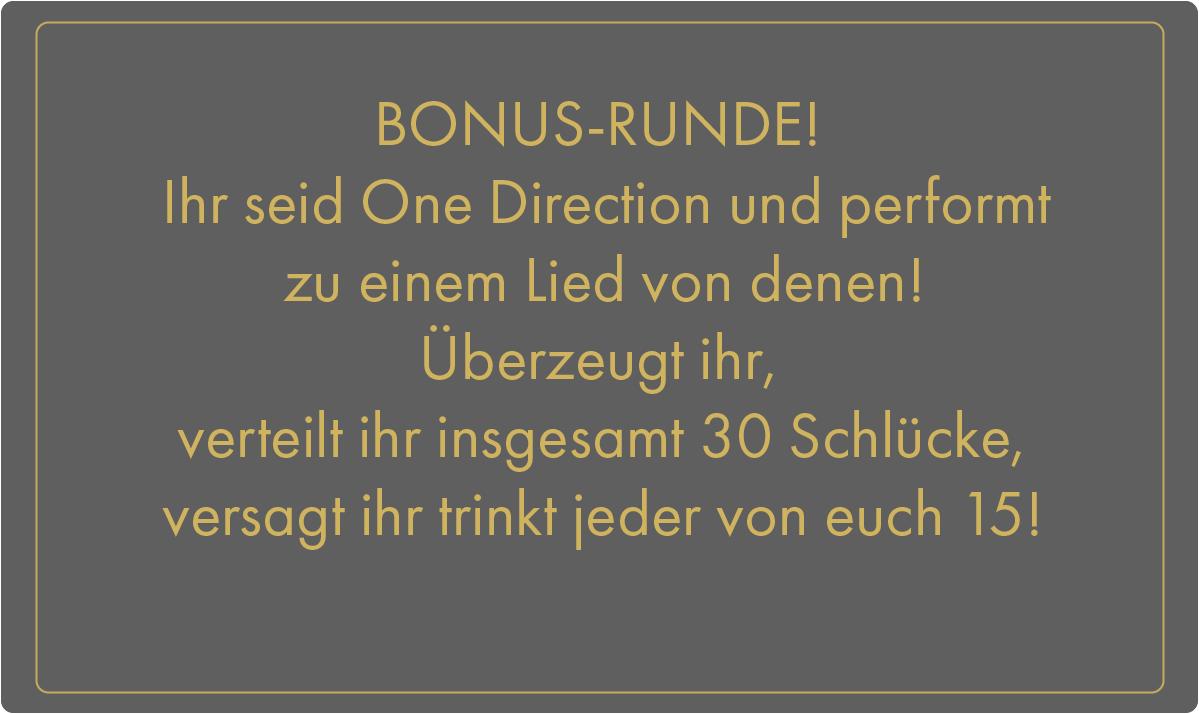 BONUS-RUNDE!
Ihr seid One Direction und performt
zu einem Lied von denen!
Überzeugt ihr,
verteilt ihr insgesamt 30 Schlücke,
versagt ihr trinkt jeder von euch 15!